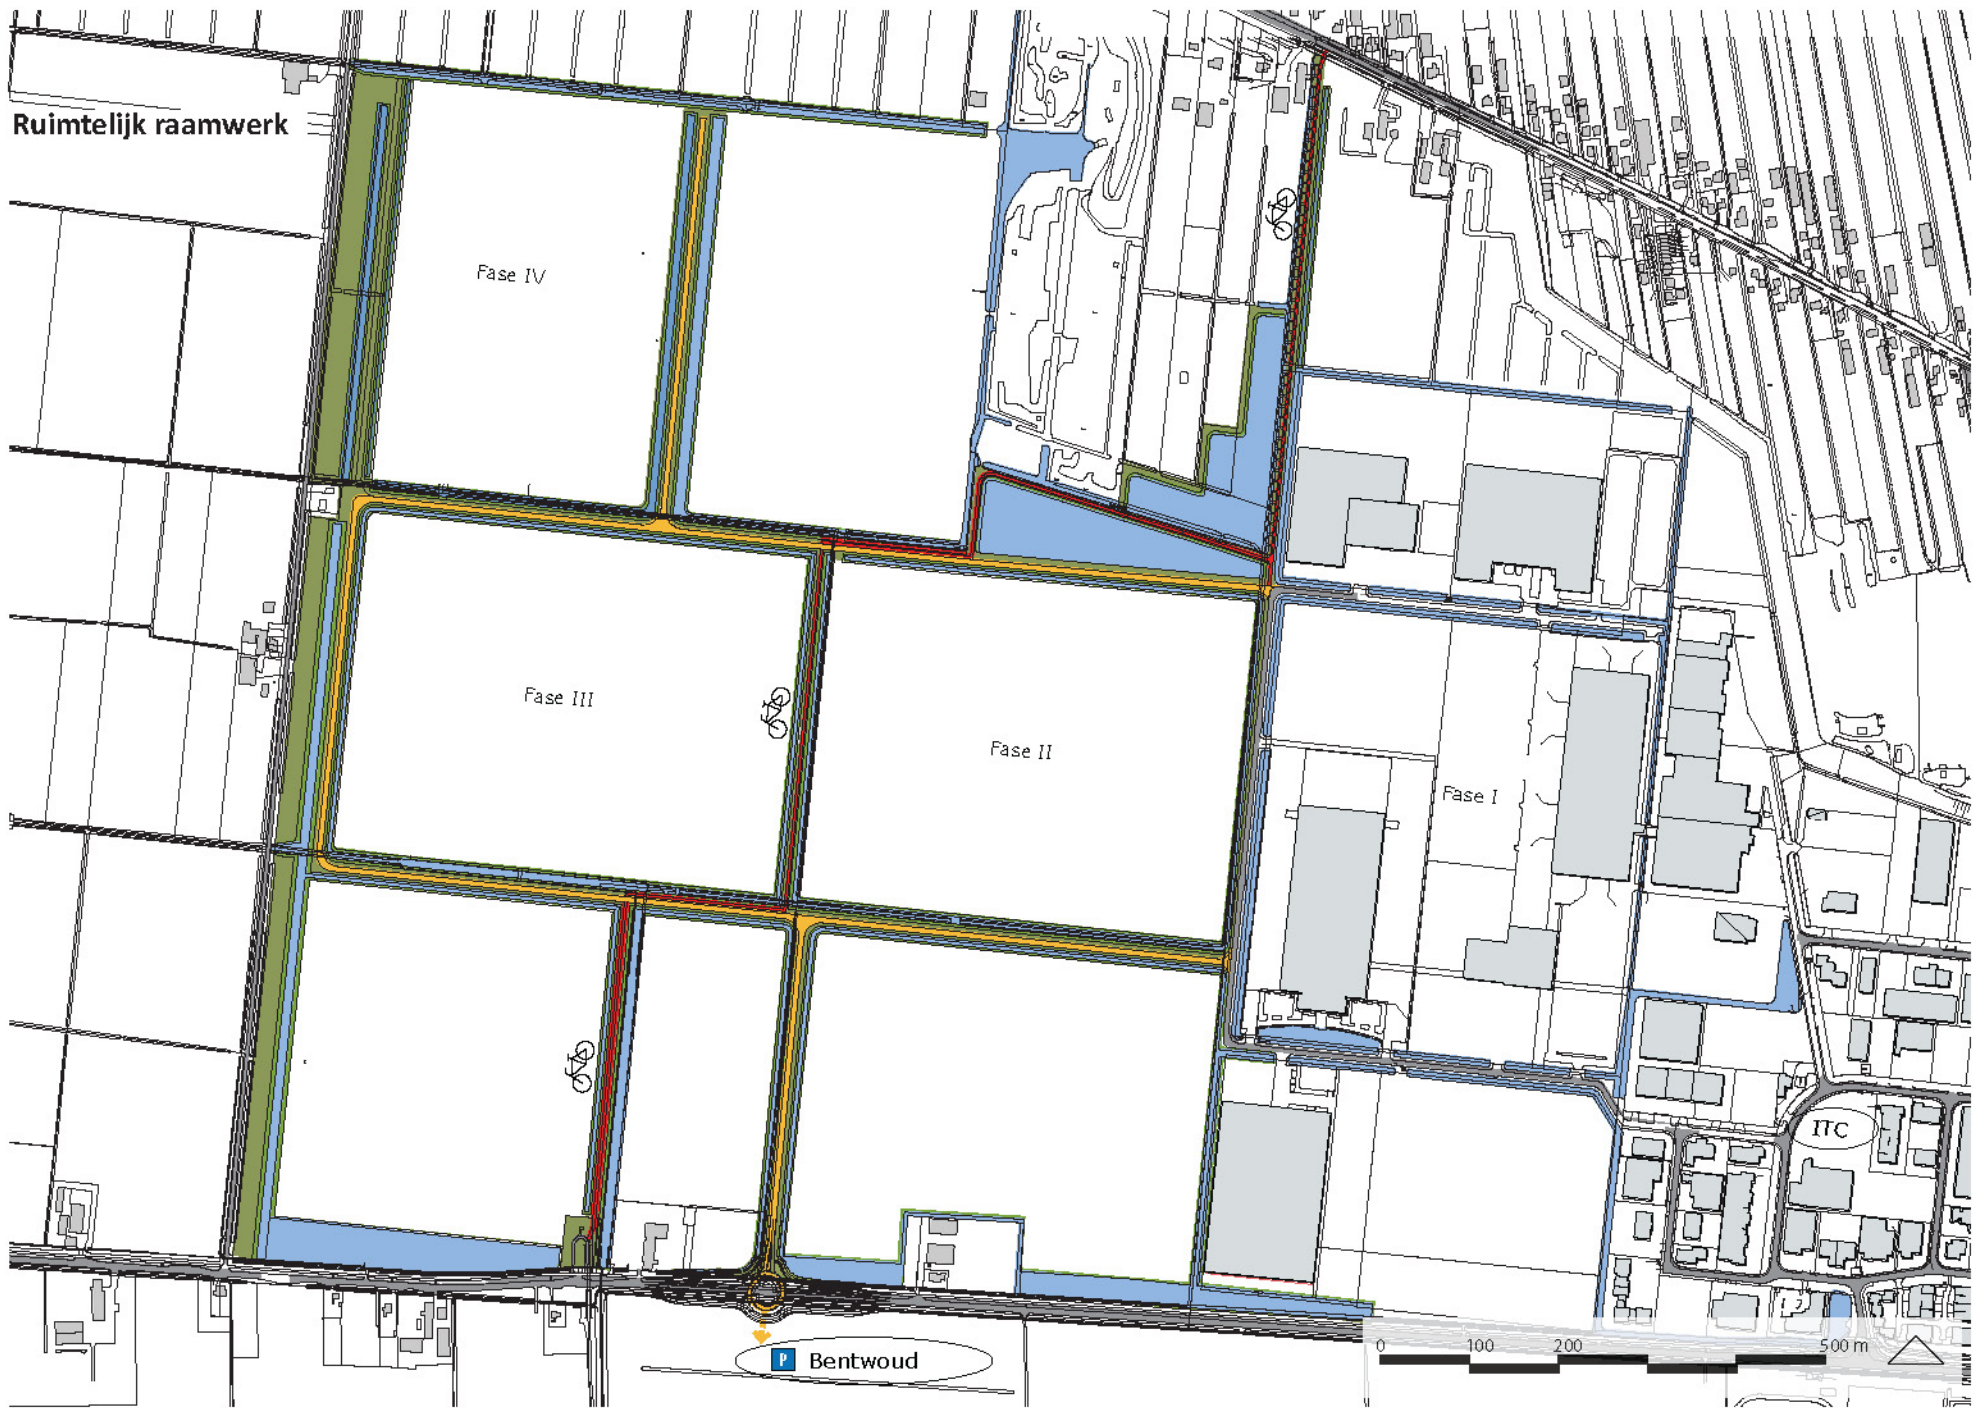 Ruimtelijk raamwerk
Fase IV
Fase III
Fase II
Fase I
ITC
P Bentwoud
0 100 200 500 m